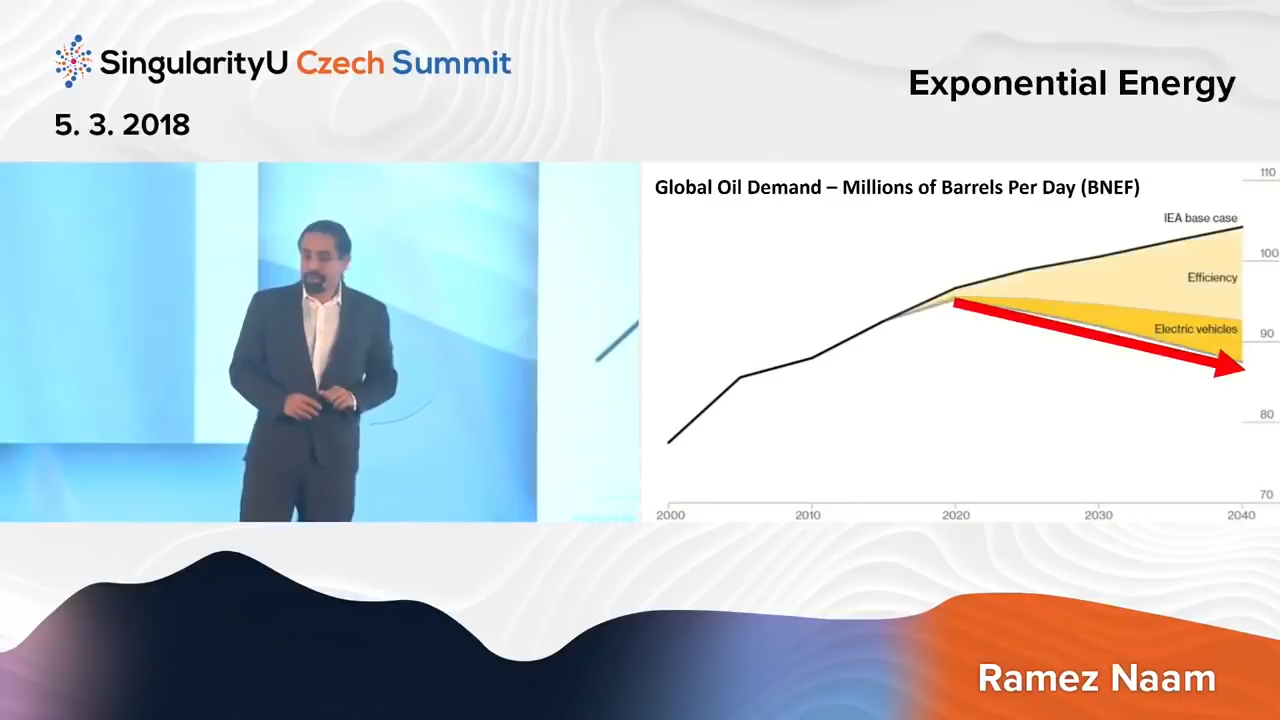 SingularityU Czech Summit
5. 3. 2018
Exponential Energy
Global Oil Demand – Millions of Barrels Per Day (BNEF)
110
IEA base case
100
Efficiency
Electric vehicles
90
80
70
2000 2010 2020 2030 2040
Ramez Naam